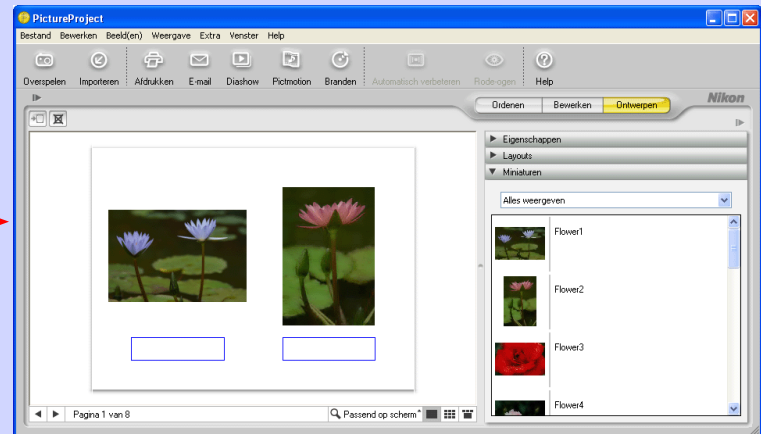 PictureProject
Bestand Bewerken Beeld(en) Weergave Extra Venster Help
Overspelen Importeren Afdrukken E-mail Diashow Pictmotion Branden Automatisch verbeteren Rode-ogen Help
Ordenen Bewerken Ontwerpen Nikon
Eigenschappen
Layouts
Miniaturen
Alles weergeven
Flower1
Flower2
Flower3
Flower4
Pagina 1 van 8 Passend op scherm